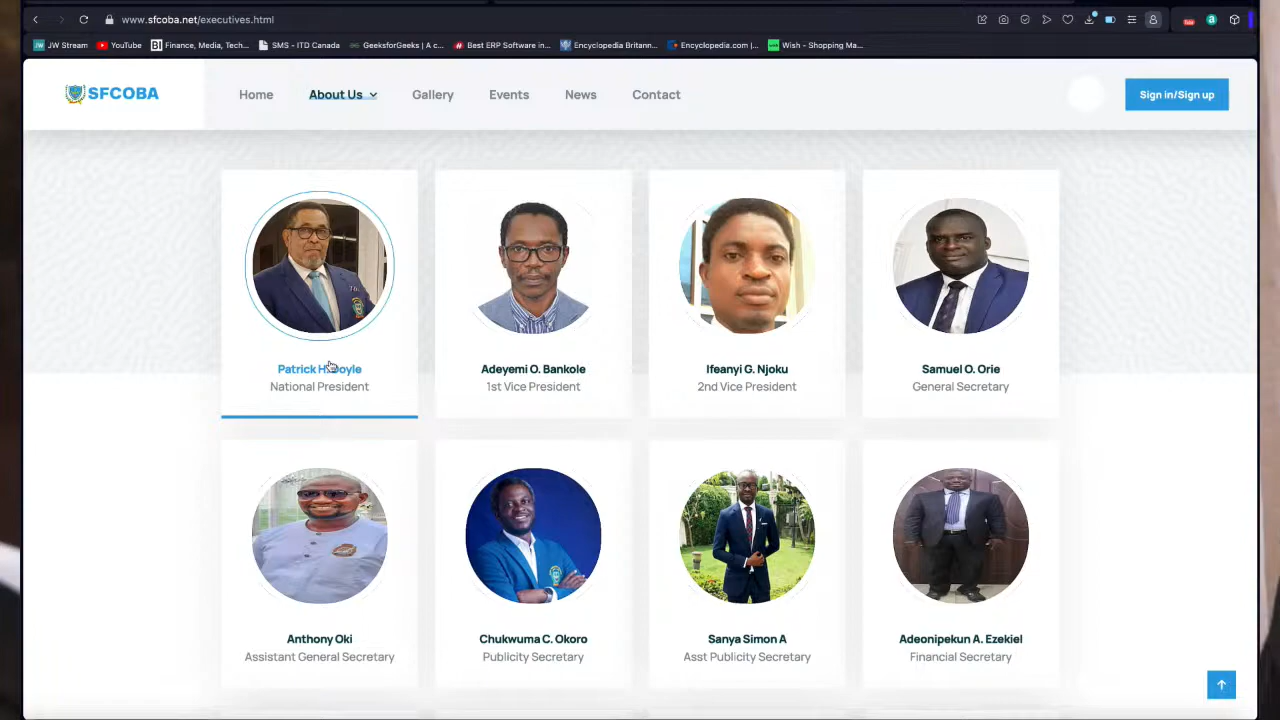 www.sfcoba.net/executives.html
JW Stream YouTube Finance, Media, Tech... SMS - ITD Canada GeeksforGeeks | A c... Best ERP Software in... Encyclopedia Britann... Encyclopedia.com |... Wish - Shopping Ma...
SFCOBA Home About Us Gallery Events News Contact Sign in/Sign up
Patrick H. Doyle
National President
Adeyemi O. Bankole
1st Vice President
Ifeanyi G. Njoku
2nd Vice President
Samuel O. Orie
General Secretary
Anthony Oki
Assistant General Secretary
Chukwuma C. Okoro
Publicity Secretary
Sanya Simon A
Asst Publicity Secretary
Adeonipekun A. Ezekiel
Financial Secretary